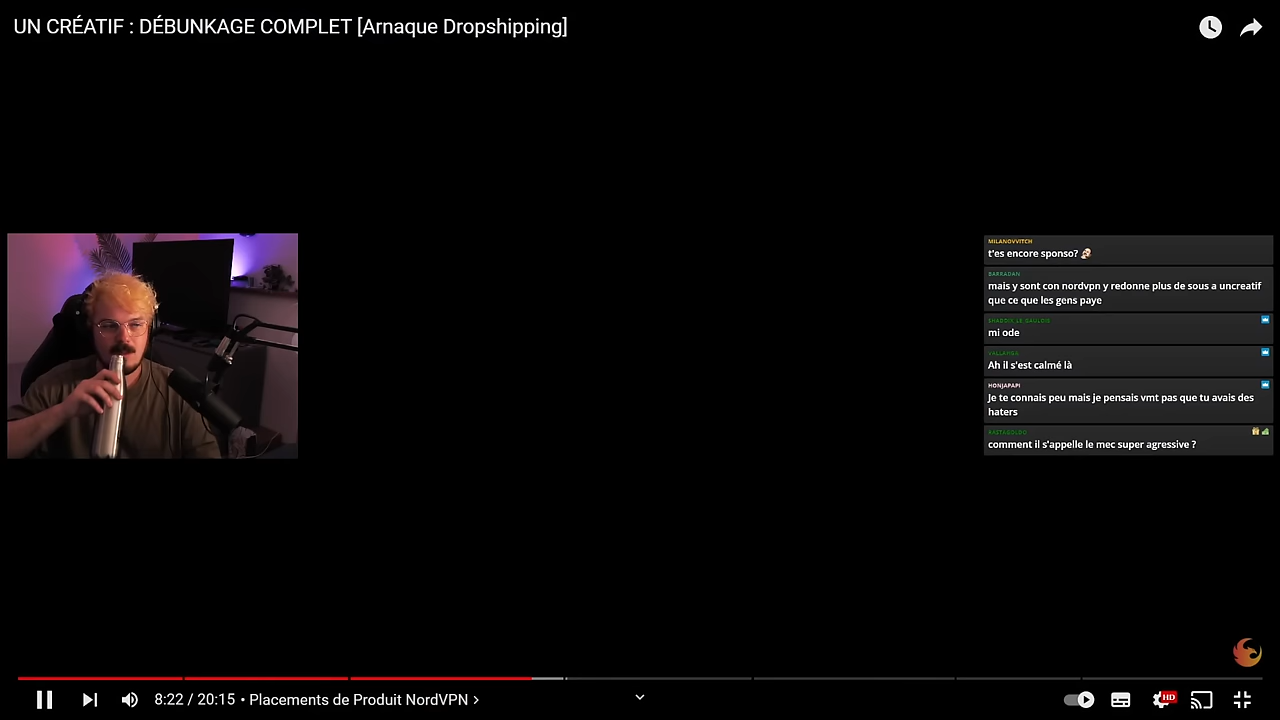 UN CRÉATIF : DÉBUNKAGE COMPLET [Arnaque Dropshipping]
MILANOVVITCH
t'es encore sponso?
BARRADAN
mais y sont con nordvpn y redonne plus de sous a uncreatif
que ce que les gens paye
mi ode
Ah il s'est calmé là
HONJAPAPI
Je te connais peu mais je pensais vmt pas que tu avais des
haters
comment il s'appelle le mec super agressive ?
8:22 / 20:15 • Placements de Produit NordVPN >
HD